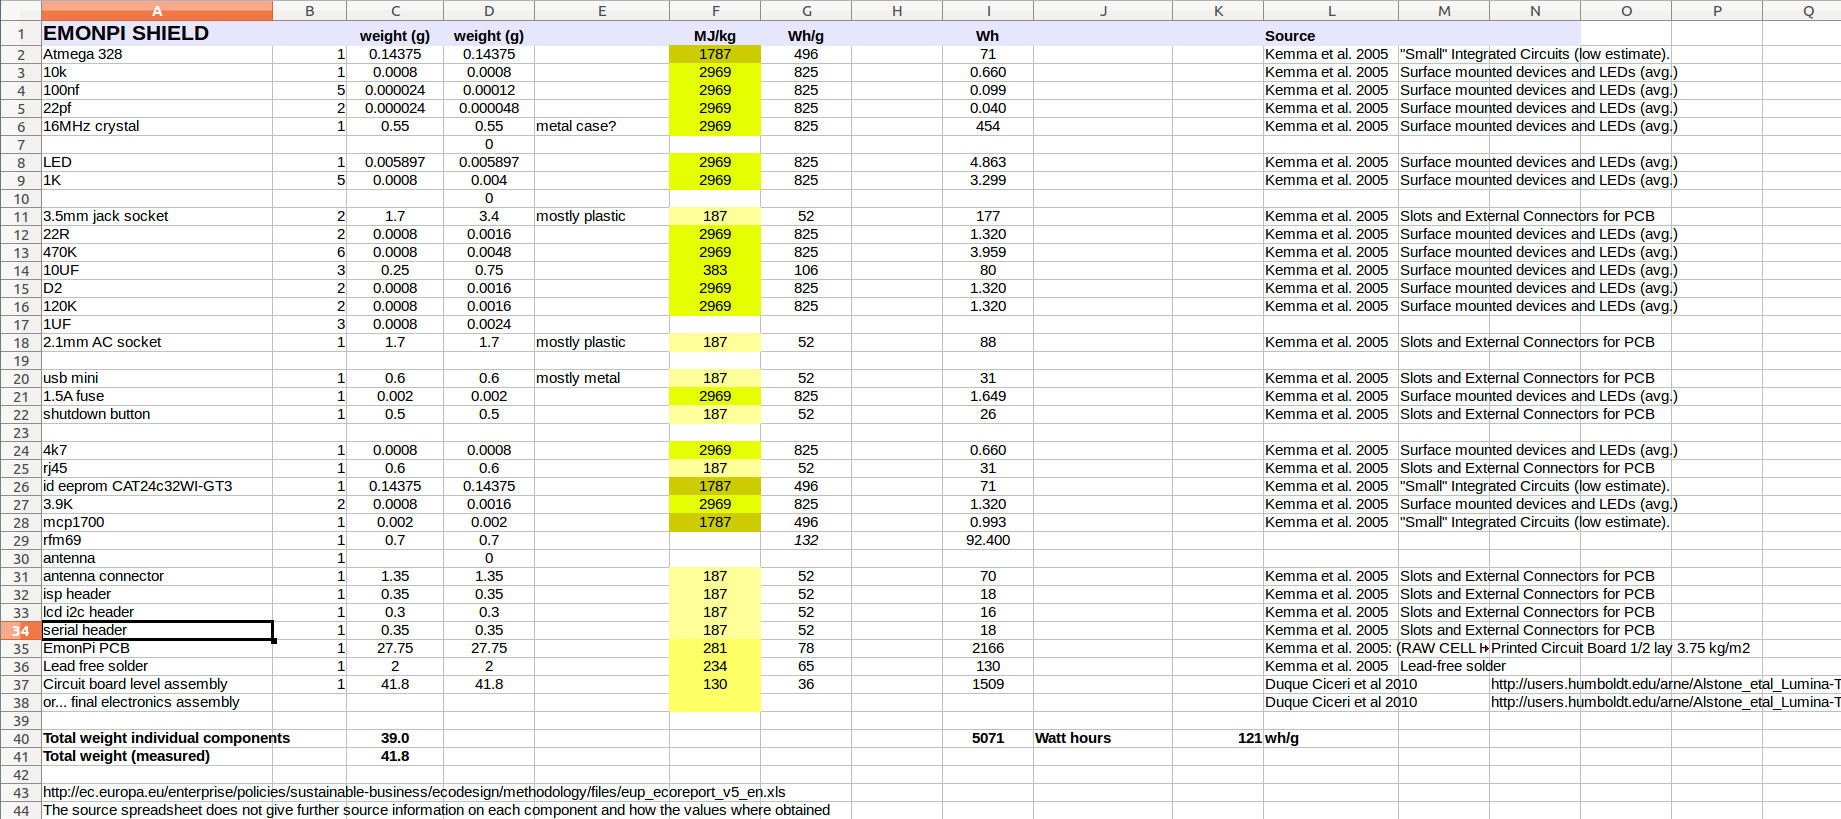 A B C D E F G H I J K L M N O P Q
1 EMONPI SHIELD weight (g) weight (g) MJ/kg Wh/g Wh Source
2 Atmega 328 1 0.14375 0.14375 1787 496 71 Kemma et al. 2005 "Small" Integrated Circuits (low estimate).
3 10k 1 0.0008 0.0008 2969 825 0.660 Kemma et al. 2005 Surface mounted devices and LEDs (avg.)
4 100nf 5 0.000024 0.00012 2969 825 0.099 Kemma et al. 2005 Surface mounted devices and LEDs (avg.)
5 22pf 2 0.000024 0.000048 2969 825 0.040 Kemma et al. 2005 Surface mounted devices and LEDs (avg.)
6 16MHz crystal 1 0.55 0.55 metal case? 2969 825 454 Kemma et al. 2005 Surface mounted devices and LEDs (avg.)
7 0
8 LED 1 0.005897 0.005897 2969 825 4.863 Kemma et al. 2005 Surface mounted devices and LEDs (avg.)
9 1K 5 0.0008 0.004 2969 825 3.299 Kemma et al. 2005 Surface mounted devices and LEDs (avg.)
10 0
11 3.5mm jack socket 2 1.7 3.4 mostly plastic 187 52 177 Kemma et al. 2005 Slots and External Connectors for PCB
12 22R 2 0.0008 0.0016 2969 825 1.320 Kemma et al. 2005 Surface mounted devices and LEDs (avg.)
13 470K 6 0.0008 0.0048 2969 825 3.959 Kemma et al. 2005 Surface mounted devices and LEDs (avg.)
14 10UF 3 0.25 0.75 383 106 80 Kemma et al. 2005 Surface mounted devices and LEDs (avg.)
15 D2 2 0.0008 0.0016 2969 825 1.320 Kemma et al. 2005 Surface mounted devices and LEDs (avg.)
16 120K 2 0.0008 0.0016 2969 825 1.320 Kemma et al. 2005 Surface mounted devices and LEDs (avg.)
17 1UF 3 0.0008 0.0024
18 2.1mm AC socket 1 1.7 1.7 mostly plastic 187 52 88 Kemma et al. 2005 Slots and External Connectors for PCB
19
20 usb mini 1 0.6 0.6 mostly metal 187 52 31 Kemma et al. 2005 Slots and External Connectors for PCB
21 1.5A fuse 1 0.002 0.002 2969 825 1.649 Kemma et al. 2005 Surface mounted devices and LEDs (avg.)
22 shutdown button 1 0.5 0.5 187 52 26 Kemma et al. 2005 Slots and External Connectors for PCB
23
24 4k7 1 0.0008 0.0008 2969 825 0.660 Kemma et al. 2005 Surface mounted devices and LEDs (avg.)
25 rj45 1 0.6 0.6 187 52 31 Kemma et al. 2005 Slots and External Connectors for PCB
26 id eeprom CAT24c32WI-GT3 1 0.14375 0.14375 1787 496 71 Kemma et al. 2005 "Small" Integrated Circuits (low estimate).
27 3.9K 2 0.0008 0.0016 2969 825 1.320 Kemma et al. 2005 Surface mounted devices and LEDs (avg.)
28 mcp1700 1 0.002 0.002 1787 496 0.993 Kemma et al. 2005 "Small" Integrated Circuits (low estimate).
29 rfm69 1 0.7 0.7 132 92.400
30 antenna 1 0
31 antenna connector 1 1.35 1.35 187 52 70 Kemma et al. 2005 Slots and External Connectors for PCB
32 isp header 1 0.35 0.35 187 52 18 Kemma et al. 2005 Slots and External Connectors for PCB
33 lcd i2c header 1 0.3 0.3 187 52 16 Kemma et al. 2005 Slots and External Connectors for PCB
34 serial header 1 0.35 0.35 187 52 18 Kemma et al. 2005 Slots and External Connectors for PCB
35 EmonPi PCB 1 27.75 27.75 281 78 2166 Kemma et al. 2005: (RAW CELL Printed Circuit Board 1/2 lay 3.75 kg/m2
36 Lead free solder 1 2 2 234 65 130 Kemma et al. 2005 Lead-free solder
37 Circuit board level assembly 1 41.8 41.8 130 36 1509 Duque Ciceri et al 2010 http://users.humboldt.edu/arne/Alstone_etal_Lumina-T
38 or... final electronics assembly Duque Ciceri et al 2010 http://users.humboldt.edu/arne/Alstone_etal_Lumina-T
39
40 Total weight individual components 39.0 5071 Watt hours 121 wh/g
41 Total weight (measured) 41.8
42
43 http://ec.europa.eu/enterprise/policies/sustainable-business/ecodesign/methodology/files/eup_ecoreport_v5_en.xls
44 The source spreadsheet does not give further source information on each component and how the values where obtained